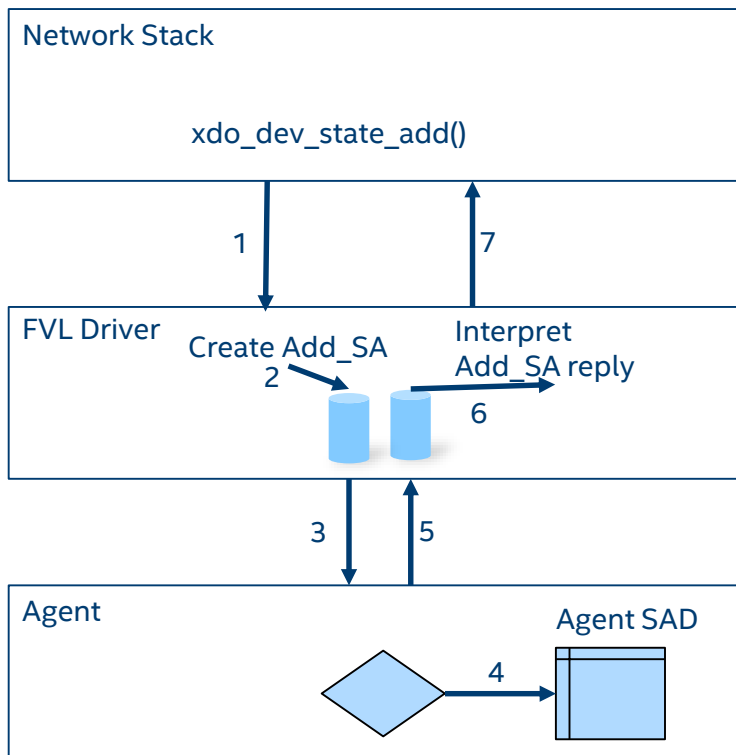 Network Stack
xdo_dev_state_add()
1
7
FVL Driver
Create Add_SA
2
Interpret
Add_SA reply
6
3
5
Agent
Agent SAD
4